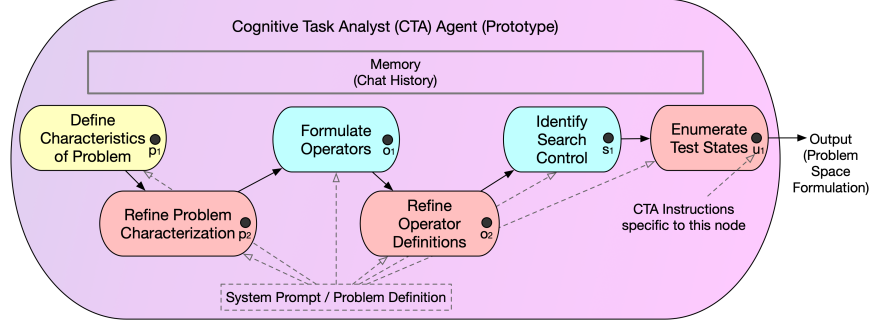 Cognitive Task Analyst (CTA) Agent (Prototype)
Memory
(Chat History)
Define
Characteristics
of Problem
p1
Formulate
Operators
o1
Identify
Search
Control
s1
Enumerate
Test States
u1
Output
(Problem
Space
Formulation)
Refine Problem
Characterization
p2
Refine
Operator
Definitions
o2
CTA Instructions
specific to this node
System Prompt / Problem Definition